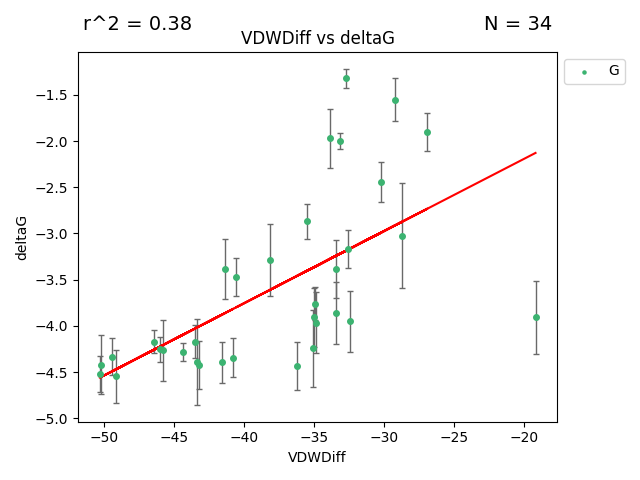 r^2 = 0.38
N = 34
VDWDiff vs deltaG
G
−1.5
−2.0
−2.5
−3.0
−3.5
−4.0
−4.5
−5.0
deltaG
−50
−45
−40
−35
−30
−25
−20
VDWDiff